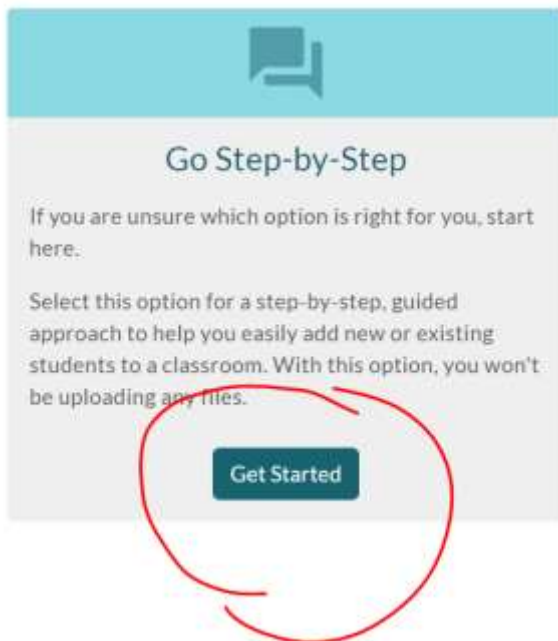 Go Step-by-Step
If you are unsure which option is right for you, start
here.
Select this option for a step-by-step, guided
approach to help you easily add new or existing
students to a classroom. With this option, you won't
be uploading any files.
Get Started